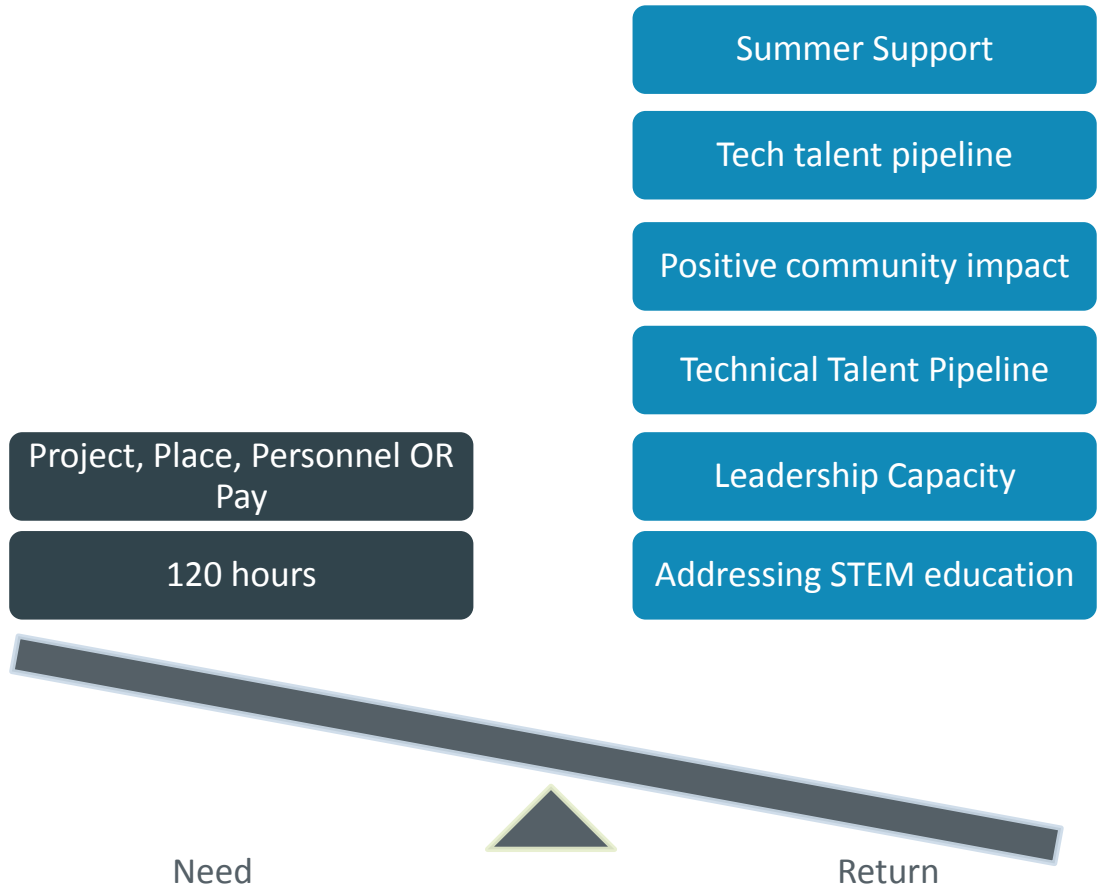 Summer Support
Tech talent pipeline
Positive community impact
Technical Talent Pipeline
Project, Place, Personnel OR
Pay
Leadership Capacity
120 hours
Addressing STEM education
Need
Return